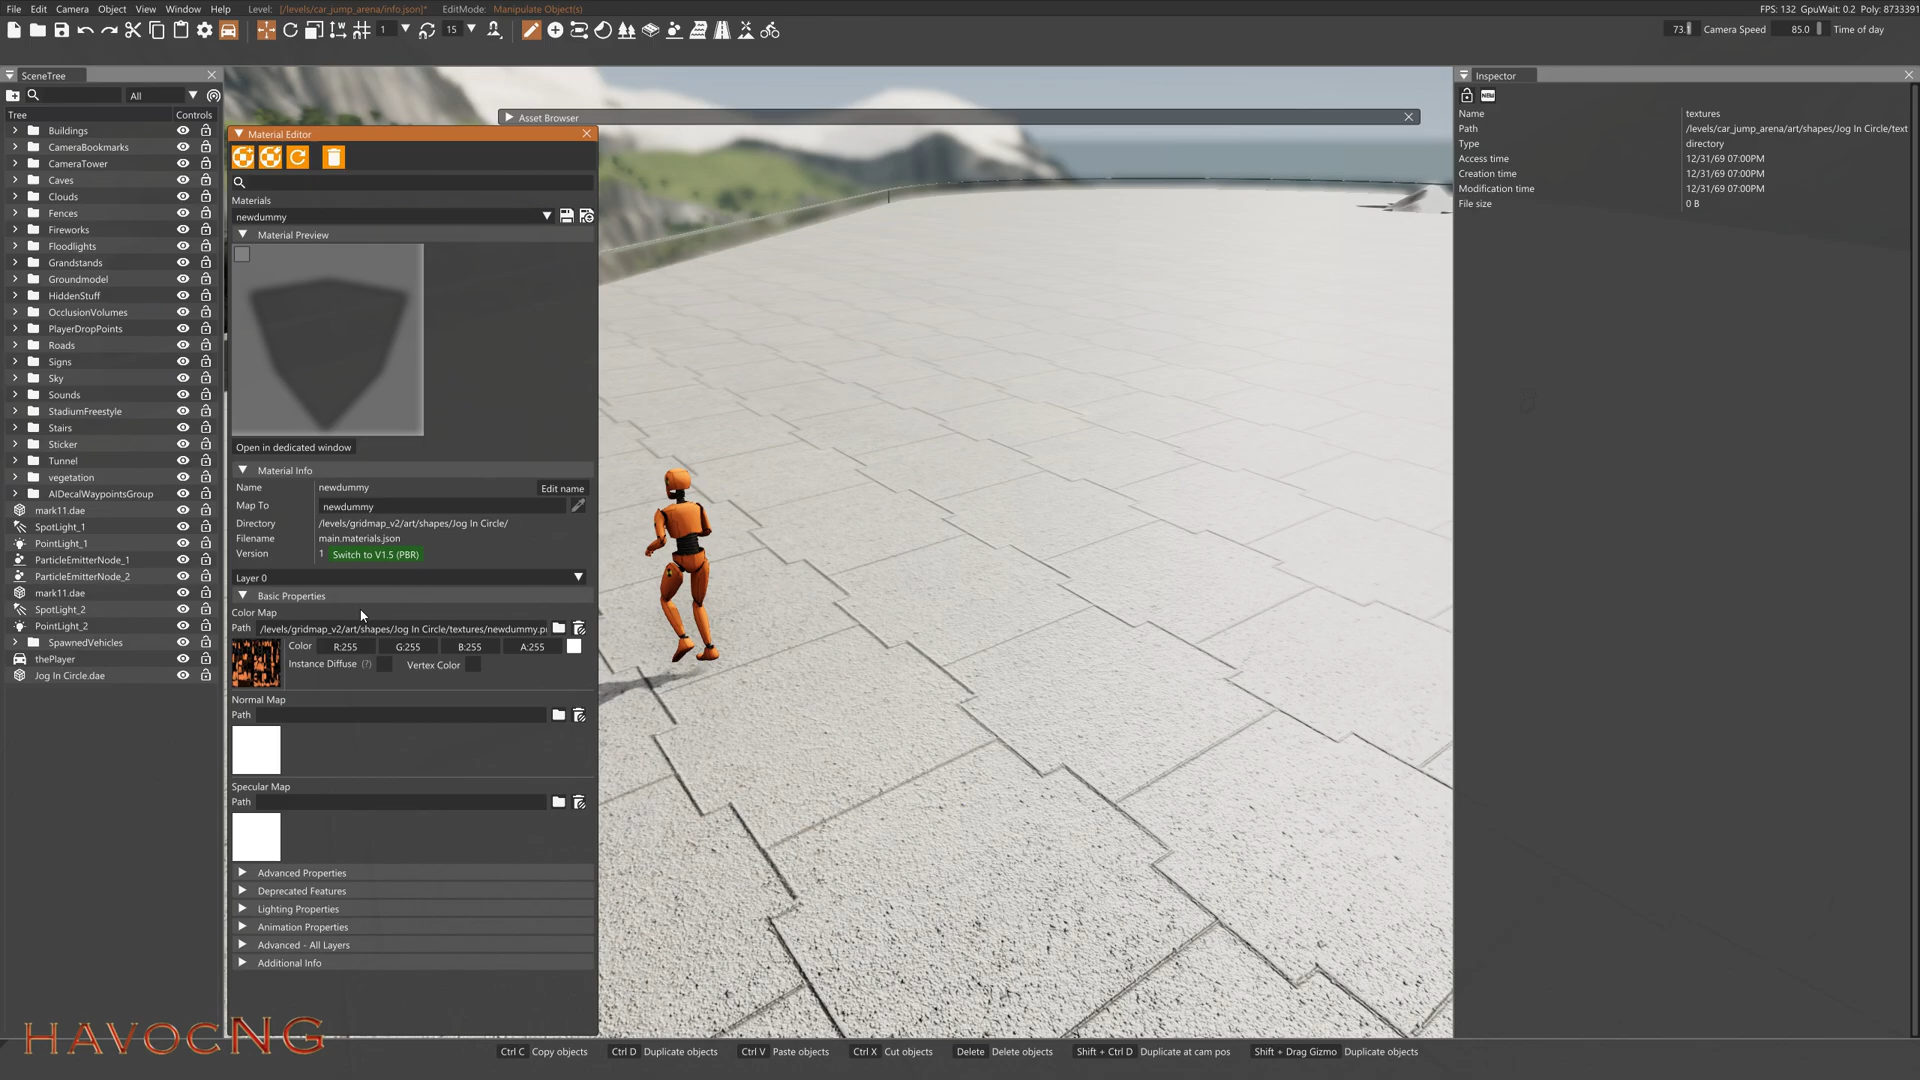 File Edit Camera Object View Window Help Level: [/levels/car_jump_arena/info.json]* EditMode: Manipulate Object(s) FPS: 132 GpuWait: 0.2 Poly: 8733391
1 15 73. Camera Speed 85.0 Time of day
SceneTree
All
Tree Controls
Buildings
CameraBookmarks
CameraTower
Caves
Clouds
Fences
Fireworks
Floodlights
Grandstands
Groundmodel
HiddenStuff
OcclusionVolumes
PlayerDropPoints
Roads
Signs
Sky
Sounds
StadiumFreestyle
Stairs
Sticker
Tunnel
vegetation
AIDecalWaypointsGroup
mark11.dae
SpotLight_1
PointLight_1
ParticleEmitterNode_1
ParticleEmitterNode_2
mark11.dae
SpotLight_2
PointLight_2
SpawnedVehicles
thePlayer
Jog In Circle.dae
Asset Browser
Material Editor
Materials
newdummy
Material Preview
Open in dedicated window
Material Info
Name newdummy Edit name
Map To newdummy
Directory /levels/gridmap_v2/art/shapes/Jog In Circle/
Filename main.materials.json
Version 1 Switch to V1.5 (PBR)
Layer 0
Basic Properties
Color Map
Path /levels/gridmap_v2/art/shapes/Jog In Circle/textures/newdummy.p
Color R:255 G:255 B:255 A:255
Instance Diffuse (?) Vertex Color
Normal Map
Path
Specular Map
Path
Advanced Properties
Deprecated Features
Lighting Properties
Animation Properties
Advanced - All Layers
Additional Info
Inspector
NEW
Name textures
Path /levels/car_jump_arena/art/shapes/Jog In Circle/text
Type directory
Access time 12/31/69 07:00PM
Creation time 12/31/69 07:00PM
Modification time 12/31/69 07:00PM
File size 0 B
HAVOCNG
Ctrl C Copy objects Ctrl D Duplicate objects Ctrl V Paste objects Ctrl X Cut objects Delete Delete objects Shift + Ctrl D Duplicate at cam pos Shift + Drag Gizmo Duplicate objects